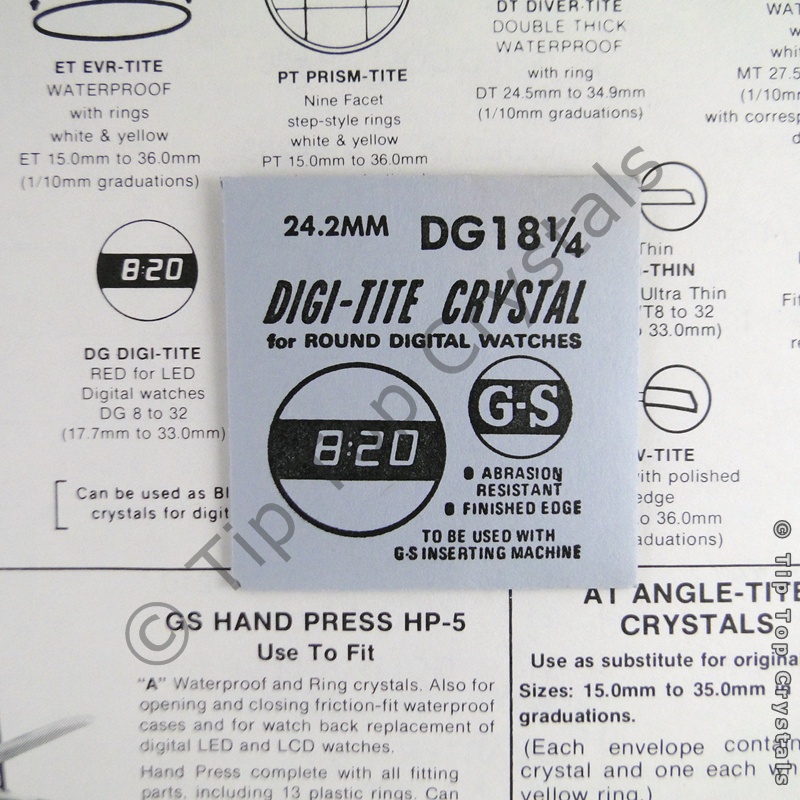 ET EVR-TITE
WATERPROOF
with rings
white & yellow
ET 15.0mm to 36.0mm
(1/10mm graduations)
PT PRISM-TITE
Nine Facet
step-style rings
white & yellow
PT 15.0mm to 36.0mm
DT DIVER-TITE
DOUBLE THICK
WATERPROOF
with ring
DT 24.5mm to 34.9mm
(1/10mm graduations)
MT 27.5
(1/10m
with corresp
8:20
DG DIGI-TITE
RED for LED
Digital watches
DG 8 to 32
(17.7mm to 33.0mm)
Can be used as
crystals for digit
24.2MM DG18¼
DIGI-TITE CRYSTAL
for ROUND DIGITAL WATCHES
8:20
G-S
ABRASION
RESISTANT
FINISHED EDGE
TO BE USED WITH
G-S INSERTING MACHINE
-THIN
Ultra Thin
T8 to 32
33.0mm)
-TITE
with polished
edge
to 36.0mm
GS HAND PRESS HP-5
Use To Fit
"A" Waterproof and Ring crystals. Also for
opening and closing friction-fit waterproof
cases and for watch back replacement of
digital LED and LCD watches.
Hand Press complete with all fitting
parts, including 13 plastic rings. Can
AT ANGLE-TITE
CRYSTALS
Use as substitute for origina
Sizes: 15.0mm to 35.0mm
graduations.
(Each envelope contain
crystal and one each w
yellow ring.)
© Tip Top Crystals
© Tip Top Crystals